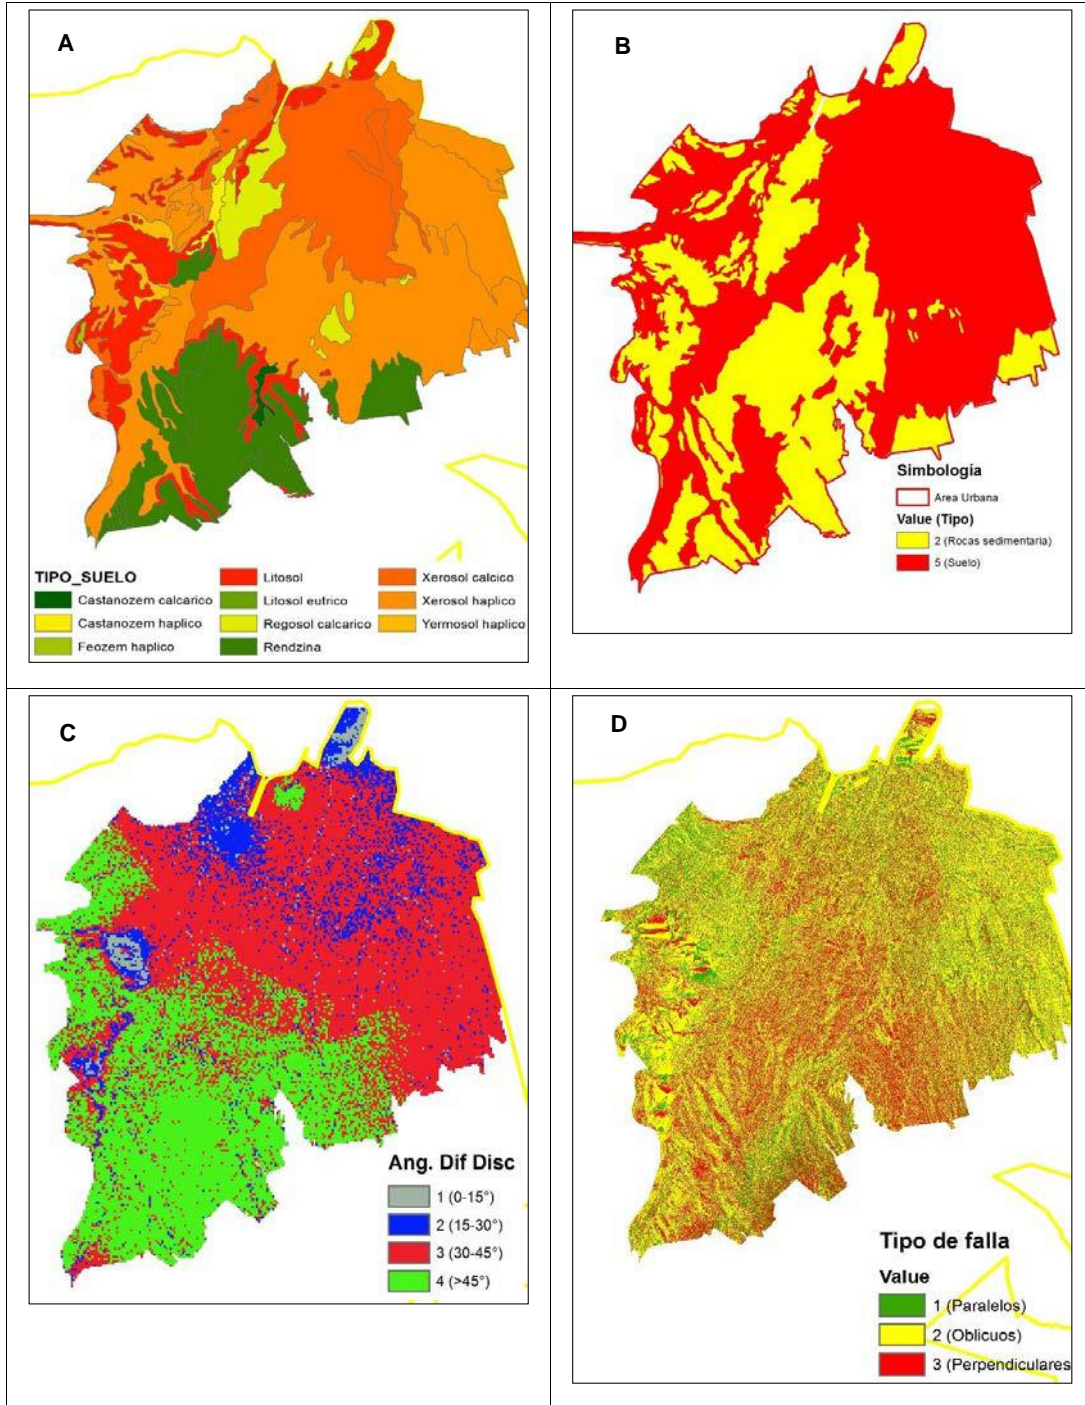 A
TIPO_SUELO
Castanozem calcarico
Castanozem haplico
Feozem haplico
Litosol
Litosol eutrico
Regosol calcarico
Rendzina
Xerosol calcico
Xerosol haplico
Yermosol haplico
B
Simbología
Area Urbana
Value (Tipo)
2 (Rocas sedimentaria)
5 (Suelo)
C
Ang. Dif Disc
1 (0-15°)
2 (15-30°)
3 (30-45°)
4 (>45°)
D
Tipo de falla
Value
1 (Paralelos)
2 (Oblicuos)
3 (Perpendiculares